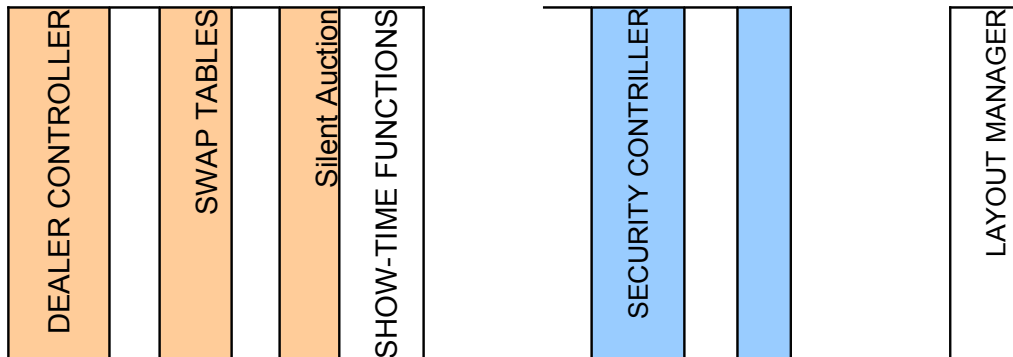 DEALER CONTROLLER
SWAP TABLES
Silent Auction
SHOW-TIME FUNCTIONS
SECURITY CONTRILLER
LAYOUT MANAGER